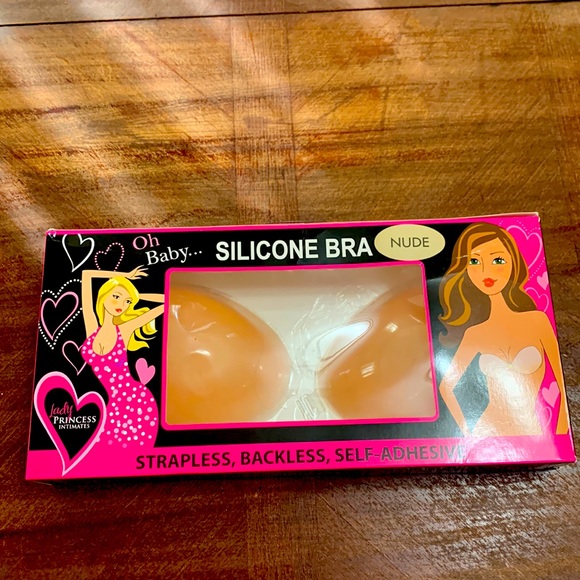 Oh
Baby...
SILICONE BRA
NUDE
Lady
PRINCESS
INTIMATES
STRAPLESS, BACKLESS, SELF-ADHESIVE